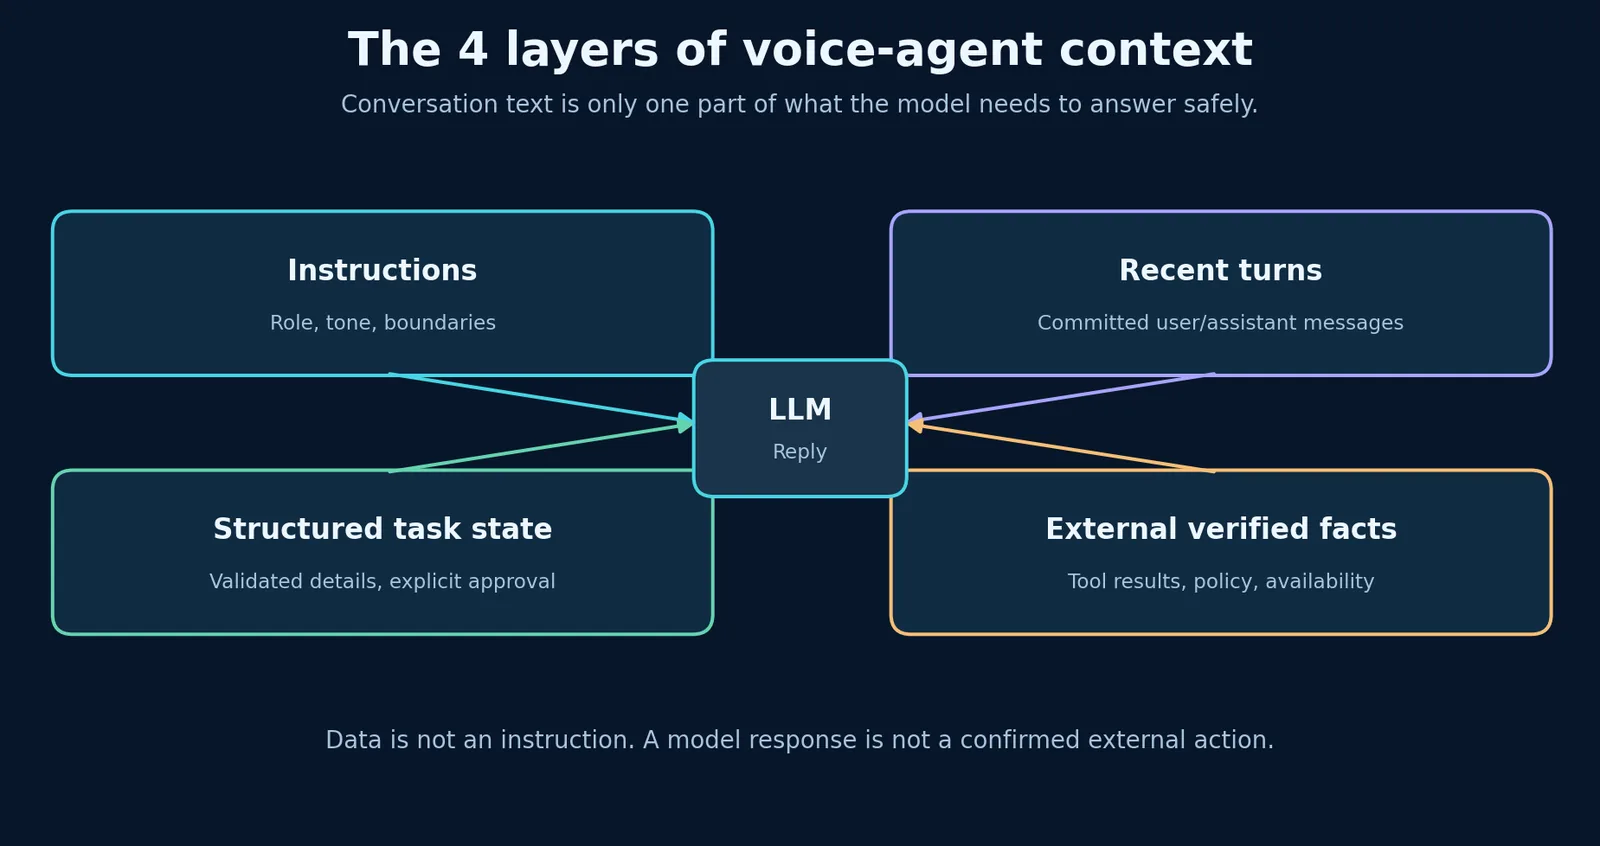 The 4 layers of voice-agent context
Conversation text is only one part of what the model needs to answer safely.
Instructions
Role, tone, boundaries
Recent turns
Committed user/assistant messages
LLM
Reply
Structured task state
Validated details, explicit approval
External verified facts
Tool results, policy, availability
Data is not an instruction. A model response is not a confirmed external action.